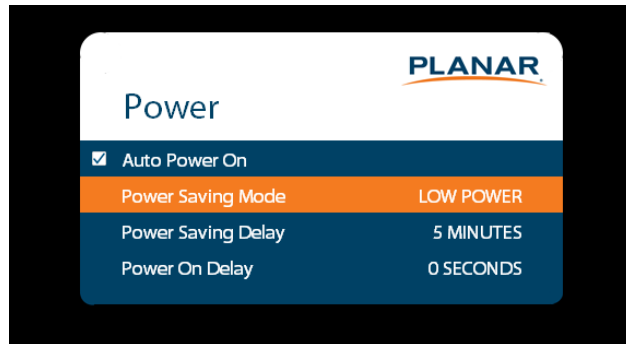 PLANAR
Power
Auto Power On
Power Saving Mode LOW POWER
Power Saving Delay 5 MINUTES
Power On Delay 0 SECONDS